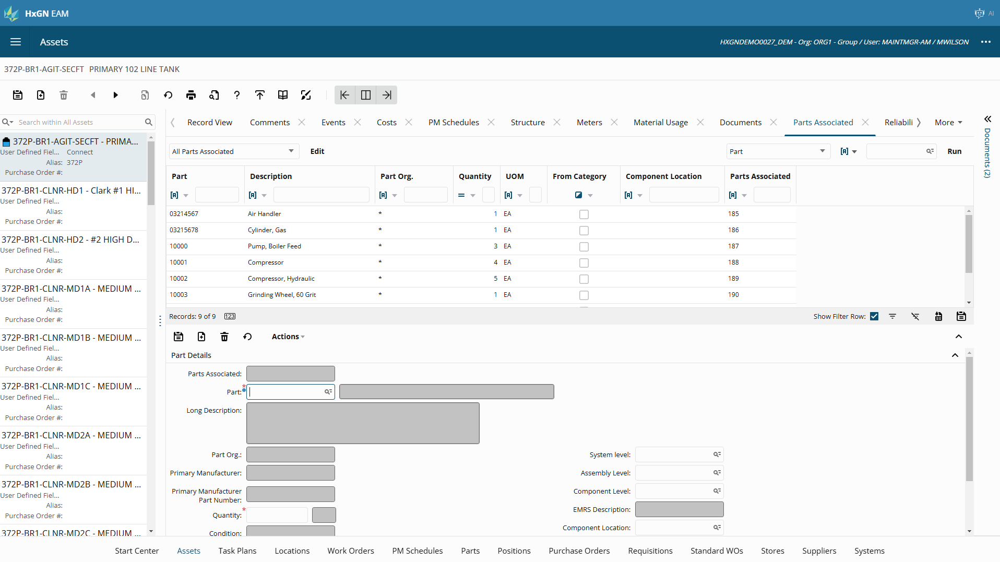 HxGN EAM
AI
Assets
HXGNDEMO0027_DEM - Org: ORG1 - Group / User: MAINTMGR-AM / MWILSON
372P-BR1-AGIT-SECFT PRIMARY 102 LINE TANK
Search within All Assets
372P-BR1-AGIT-SECFT - PRIMA...
User Defined Fiel... Connect
Alias: 372P
Purchase Order #:
372P-BR1-CLNR-HD1 - Clark #1 HI...
User Defined Fiel...
Alias:
Purchase Order #:
372P-BR1-CLNR-HD2 - #2 HIGH D...
User Defined Fiel...
Alias:
Purchase Order #:
372P-BR1-CLNR-MD1A - MEDIUM ...
User Defined Fiel...
Alias:
Purchase Order #:
372P-BR1-CLNR-MD1B - MEDIUM ...
User Defined Fiel...
Alias:
Purchase Order #:
372P-BR1-CLNR-MD1C - MEDIUM ...
User Defined Fiel...
Alias:
Purchase Order #:
372P-BR1-CLNR-MD2A - MEDIUM ...
User Defined Fiel...
Alias:
Purchase Order #:
372P-BR1-CLNR-MD2B - MEDIUM ...
User Defined Fiel...
Alias:
Purchase Order #:
372P-BR1-CLNR-MD2C - MEDIUM ...
Record View Comments Events Costs PM Schedules Structure Meters Material Usage Documents Parts Associated Reliabili More
All Parts Associated Edit Part [A] Run
Part Description Part Org. Quantity UOM From Category Component Location Parts Associated
[A] [A] [A] = [A] [A] [A]
03214567 Air Handler * 1 EA 185
03215678 Cylinder, Gas * 1 EA 186
10000 Pump, Boiler Feed * 3 EA 187
10001 Compressor * 4 EA 188
10002 Compressor, Hydraulic * 5 EA 189
10003 Grinding Wheel, 60 Grit * 1 EA 190
Records: 9 of 9 123 Show Filter Row:
Actions
Part Details
Parts Associated:
Part:*
Long Description:
Part Org.:
Primary Manufacturer:
Primary Manufacturer
Part Number:
Quantity:*
Condition:
System level:
Assembly Level:
Component Level:
EMRS Description:
Component Location:
Documents (2)
Start Center Assets Task Plans Locations Work Orders PM Schedules Parts Positions Purchase Orders Requisitions Standard WOs Stores Suppliers Systems